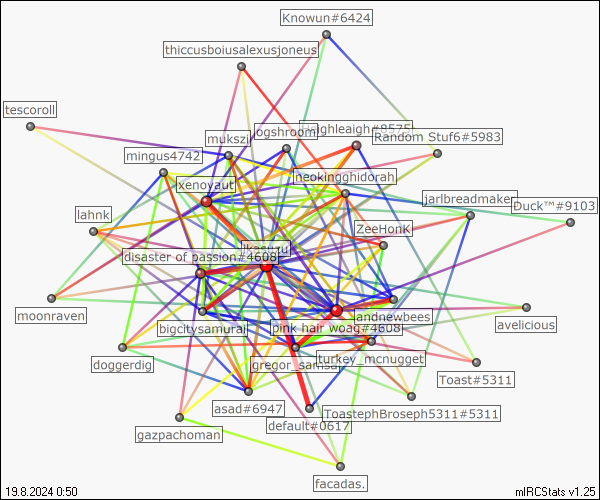 Knowun#6424
thiccusboiusalexusjoneus
tescoroll
ighleigh#8575
ogshroom
Random Stuf6#5983
mukszi
mingus4742
neokingghidorah
xenoyaut
jarlbreadmaker
Duck™#9103
lahnk
ZeeHonK
disaster of passion#4608
moonraven
landnewbees
bigcitysamurai
pink hair woag#4608
avelicious
doggerdig
gregor_samsa
turkey_mcnugget
Toast#5311
asad#6947
ToastephBroseph5311#5311
default#0617
gazpachoman
facadas.
19.8.2024 0:50
mIRCStats v1.25